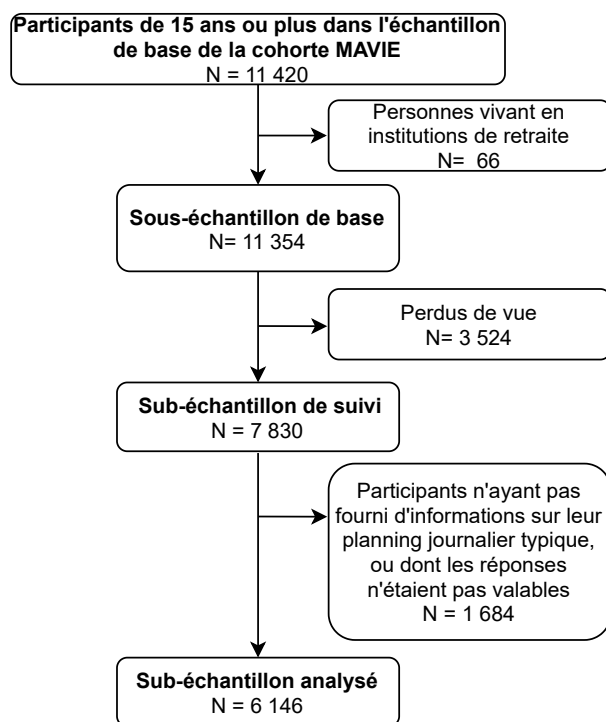 Participants de 15 ans ou plus dans l'échantillon
de base de la cohorte MAVIE
N = 11 420
Personnes vivant en
institutions de retraite
N= 66
Sous-échantillon de base
N= 11 354
Perdus de vue
N= 3 524
Sub-échantillon de suivi
N = 7 830
Participants n'ayant pas
fourni d'informations sur leur
planning journalier typique,
ou dont les réponses
n'étaient pas valables
N = 1 684
Sub-échantillon analysé
N = 6 146